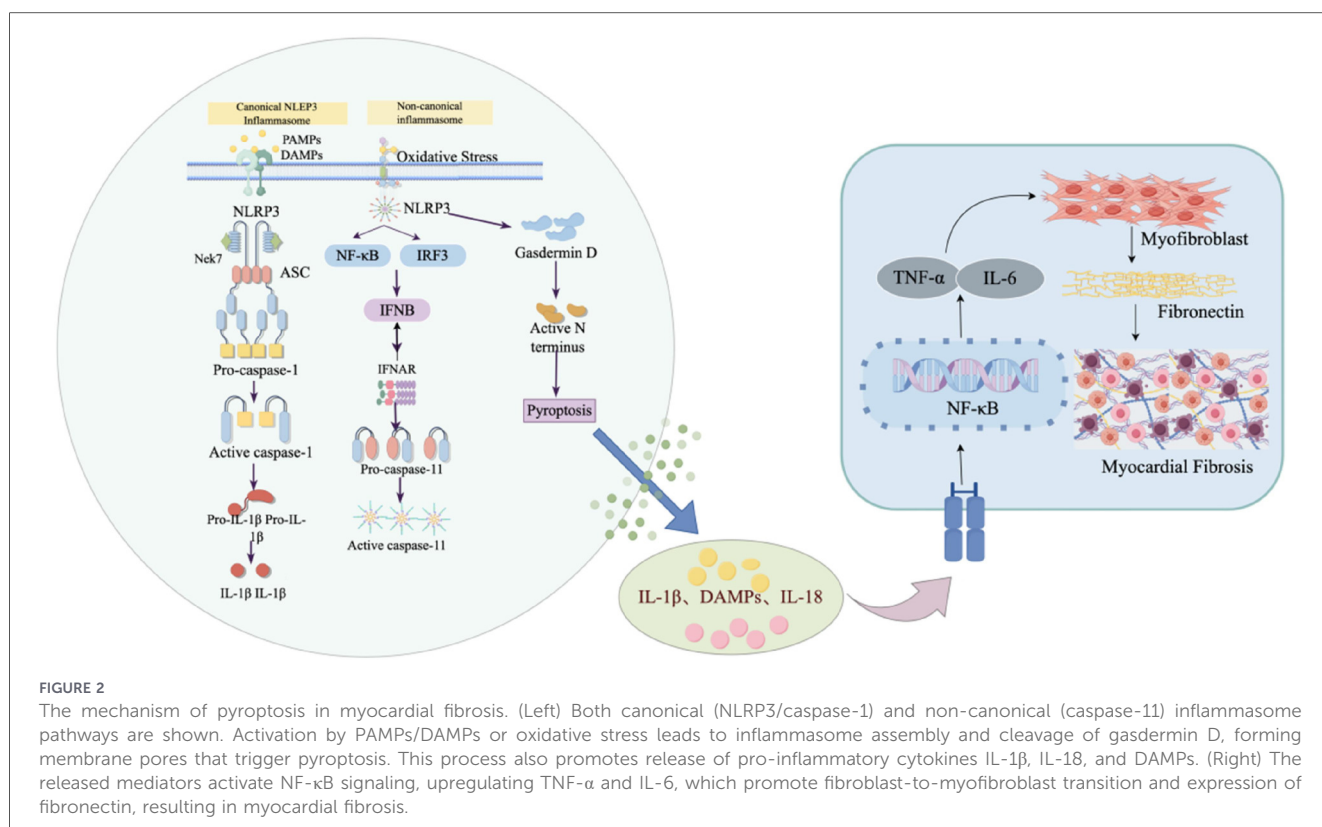 Canonical NLEP3
Inflammasome
PAMPs
DAMPs
NLRP3
Nek7
ASC
Pro-caspase-1
Active caspase-1
Pro-IL-1β Pro-IL-
1β
IL-1β IL-1β
Non-canonical
inflammasome
Oxidative Stress
NLRP3
NF-κB
IRF3
IFNB
IFNAR
Pro-caspase-11
Active caspase-11
Gasdermin D
Active N
terminus
Pyroptosis
IL-1β、DAMPs、IL-18
NF-κB
TNF-α
IL-6
Myofibroblast
Fibronectin
Myocardial Fibrosis
FIGURE 2
The mechanism of pyroptosis in myocardial fibrosis. (Left) Both canonical (NLRP3/caspase-1) and non-canonical (caspase-11) inflammasome
pathways are shown. Activation by PAMPs/DAMPs or oxidative stress leads to inflammasome assembly and cleavage of gasdermin D, forming
membrane pores that trigger pyroptosis. This process also promotes release of pro-inflammatory cytokines IL-1β, IL-18, and DAMPs. (Right) The
released mediators activate NF-κB signaling, upregulating TNF-α and IL-6, which promote fibroblast-to-myofibroblast transition and expression of
fibronectin, resulting in myocardial fibrosis.